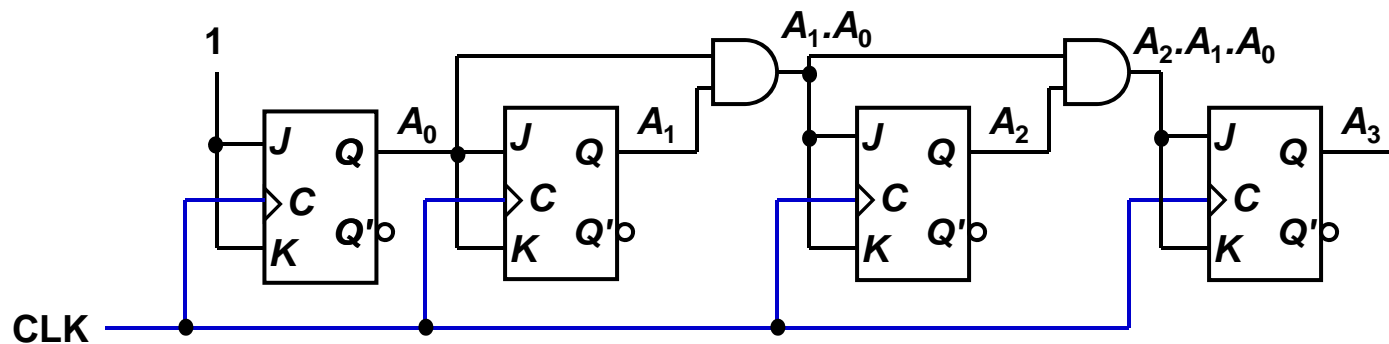 1
A₁.A₀
A₂.A₁.A₀
J Q A₀ J Q A₁ J Q A₂ J Q A₃
C C C C
K Q' K Q' K Q' K Q'
CLK